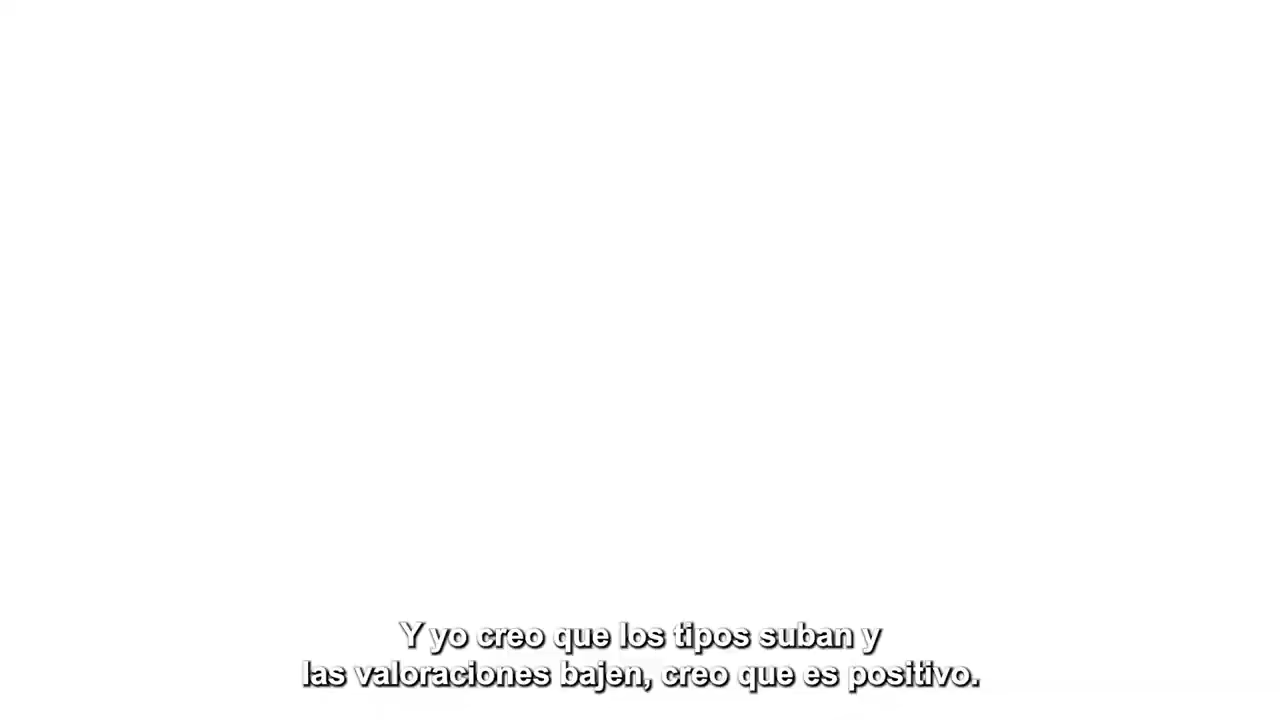 Y yo creo que los tipos suban y
las valoraciones bajen, creo que es positivo.